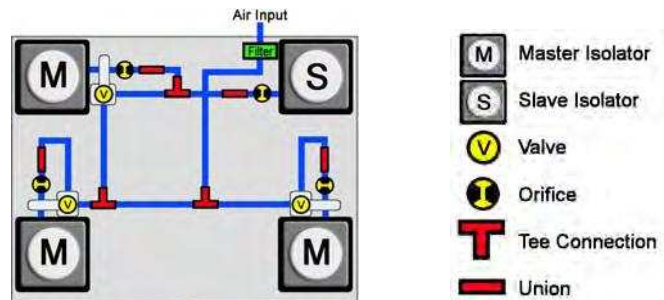 Air Input
Filter
M
S
V
M
V
V
M
M
M Master Isolator
S Slave Isolator
V Valve
Orifice
Tee Connection
Union